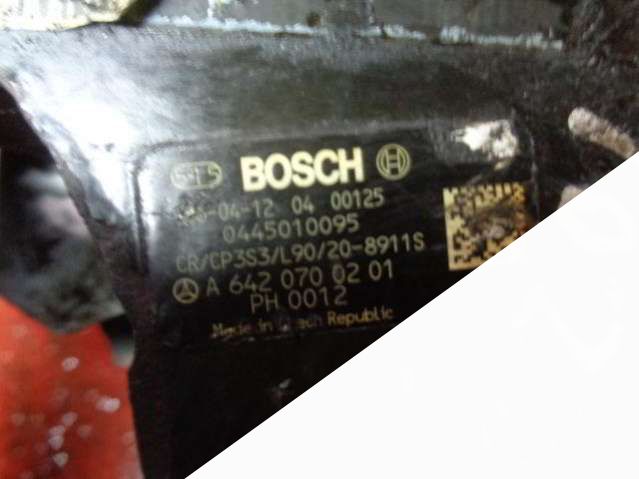 BOSCH
-04-12 04 00125
0445010095
CR/CP3S3/L90/20-8911S
A 642 070 02 01
PH 0012
Made in Czech Republic